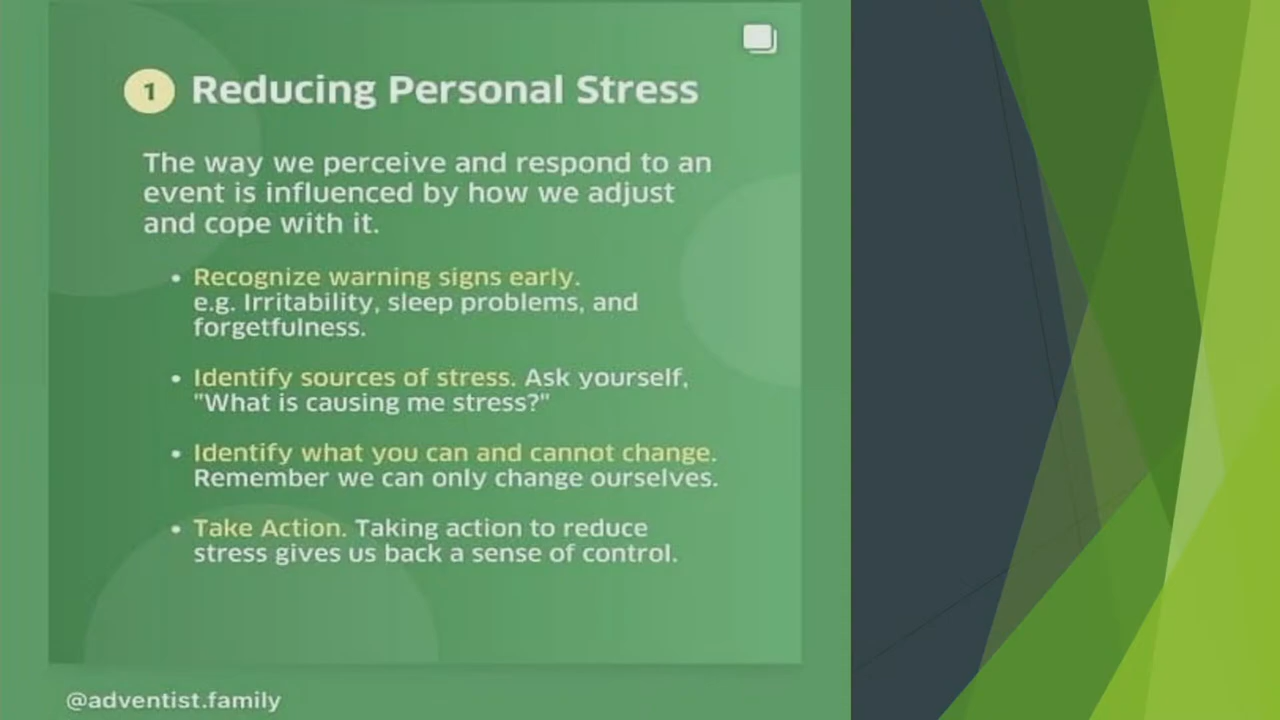 1 Reducing Personal Stress
The way we perceive and respond to an
event is influenced by how we adjust
and cope with it.
• Recognize warning signs early.
e.g. Irritability, sleep problems, and
forgetfulness.
• Identify sources of stress. Ask yourself,
"What is causing me stress?"
• Identify what you can and cannot change.
Remember we can only change ourselves.
• Take Action. Taking action to reduce
stress gives us back a sense of control.
@adventist.family